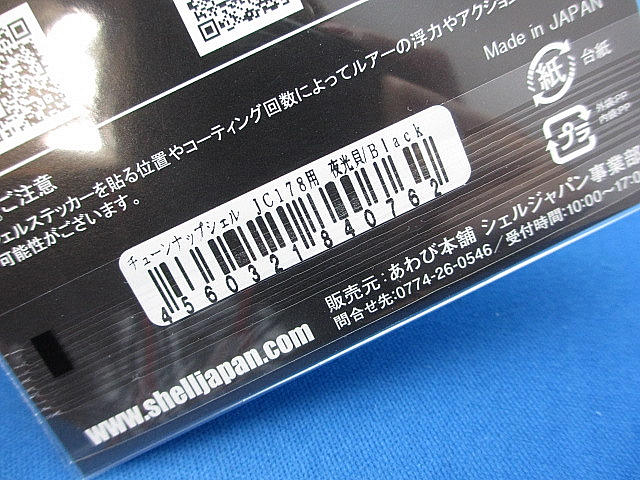 Made in JAPAN
紙
台紙
プラ
外袋:PP
内袋:PP
ご注意
ェルステッカーを貼る位置やコーティング回数によってルアーの浮力やアクション
可能性がございます。
チューンナップシェル JC178用 夜光貝/Black
4560321840762
販売元:あわび本舗 シェルジャパン事業部
問合せ先:0774-26-0546/受付時間:10:00〜17:0
www.shelljapan.com